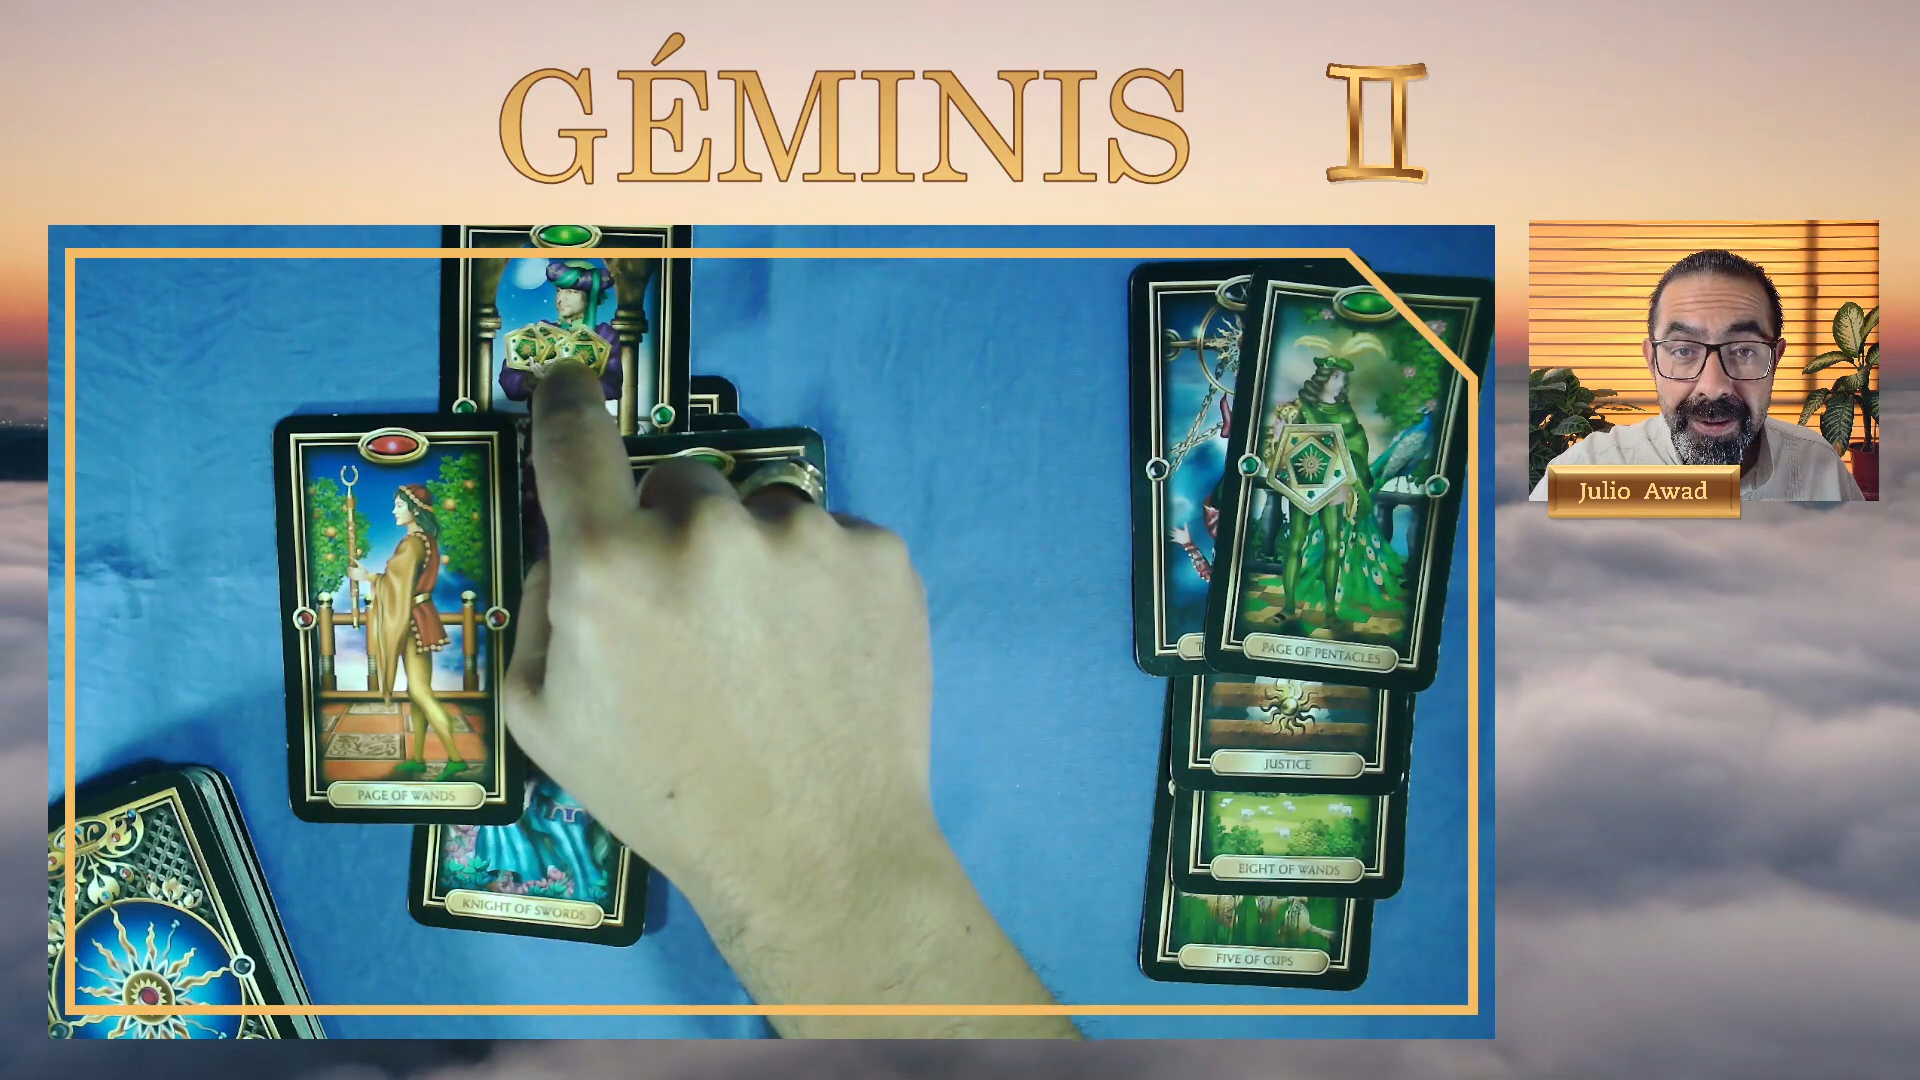 GÉMINIS
Julio Awad
PAGE OF WANDS
KNIGHT OF SWORDS
PAGE OF PENTACLES
JUSTICE
EIGHT OF WANDS
FIVE OF CUPS